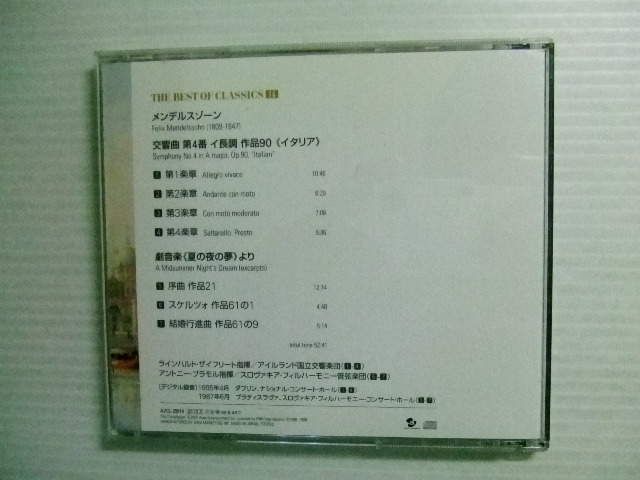 THE BEST OF CLASSICS 14
メンデルスゾーン
Felix Mendelssohn (1809-1847)
交響曲 第4番 イ長調 作品90《イタリア》
Symphony No.4 in A major, Op.90, "Italian"
1 第1楽章 Allegro vivace 10:46
2 第2楽章 Andante con moto 6:20
3 第3楽章 Con moto moderato 7:06
4 第4楽章 Saltarello. Presto 5:36
劇音楽《夏の夜の夢》より
A Midsummer Night's Dream (excerpts)
5 序曲 作品21 12:14
6 スケルツォ 作品61の1 4:48
7 結婚行進曲 作品61の9 5:14
total time 52:41
ラインハルト・ザイフリート指揮/アイルランド国立交響楽団(1-4)
アントニー・ブラモル指揮/スロヴァキア・フィルハーモニー管弦楽団(5-7)
[デジタル録音] 1995年4月 ダブリン、ナショナル・コンサート・ホール(1-4)
1987年6月 ブラティスラヴァ、スロヴァキア・フィルハーモニー・コンサート・ホール(5-7)